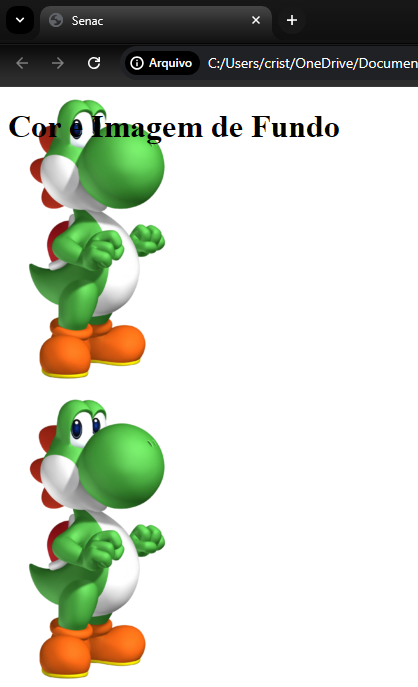 Senac
Arquivo C:/Users/crist/OneDrive/Documen
Cor e Imagem de Fundo